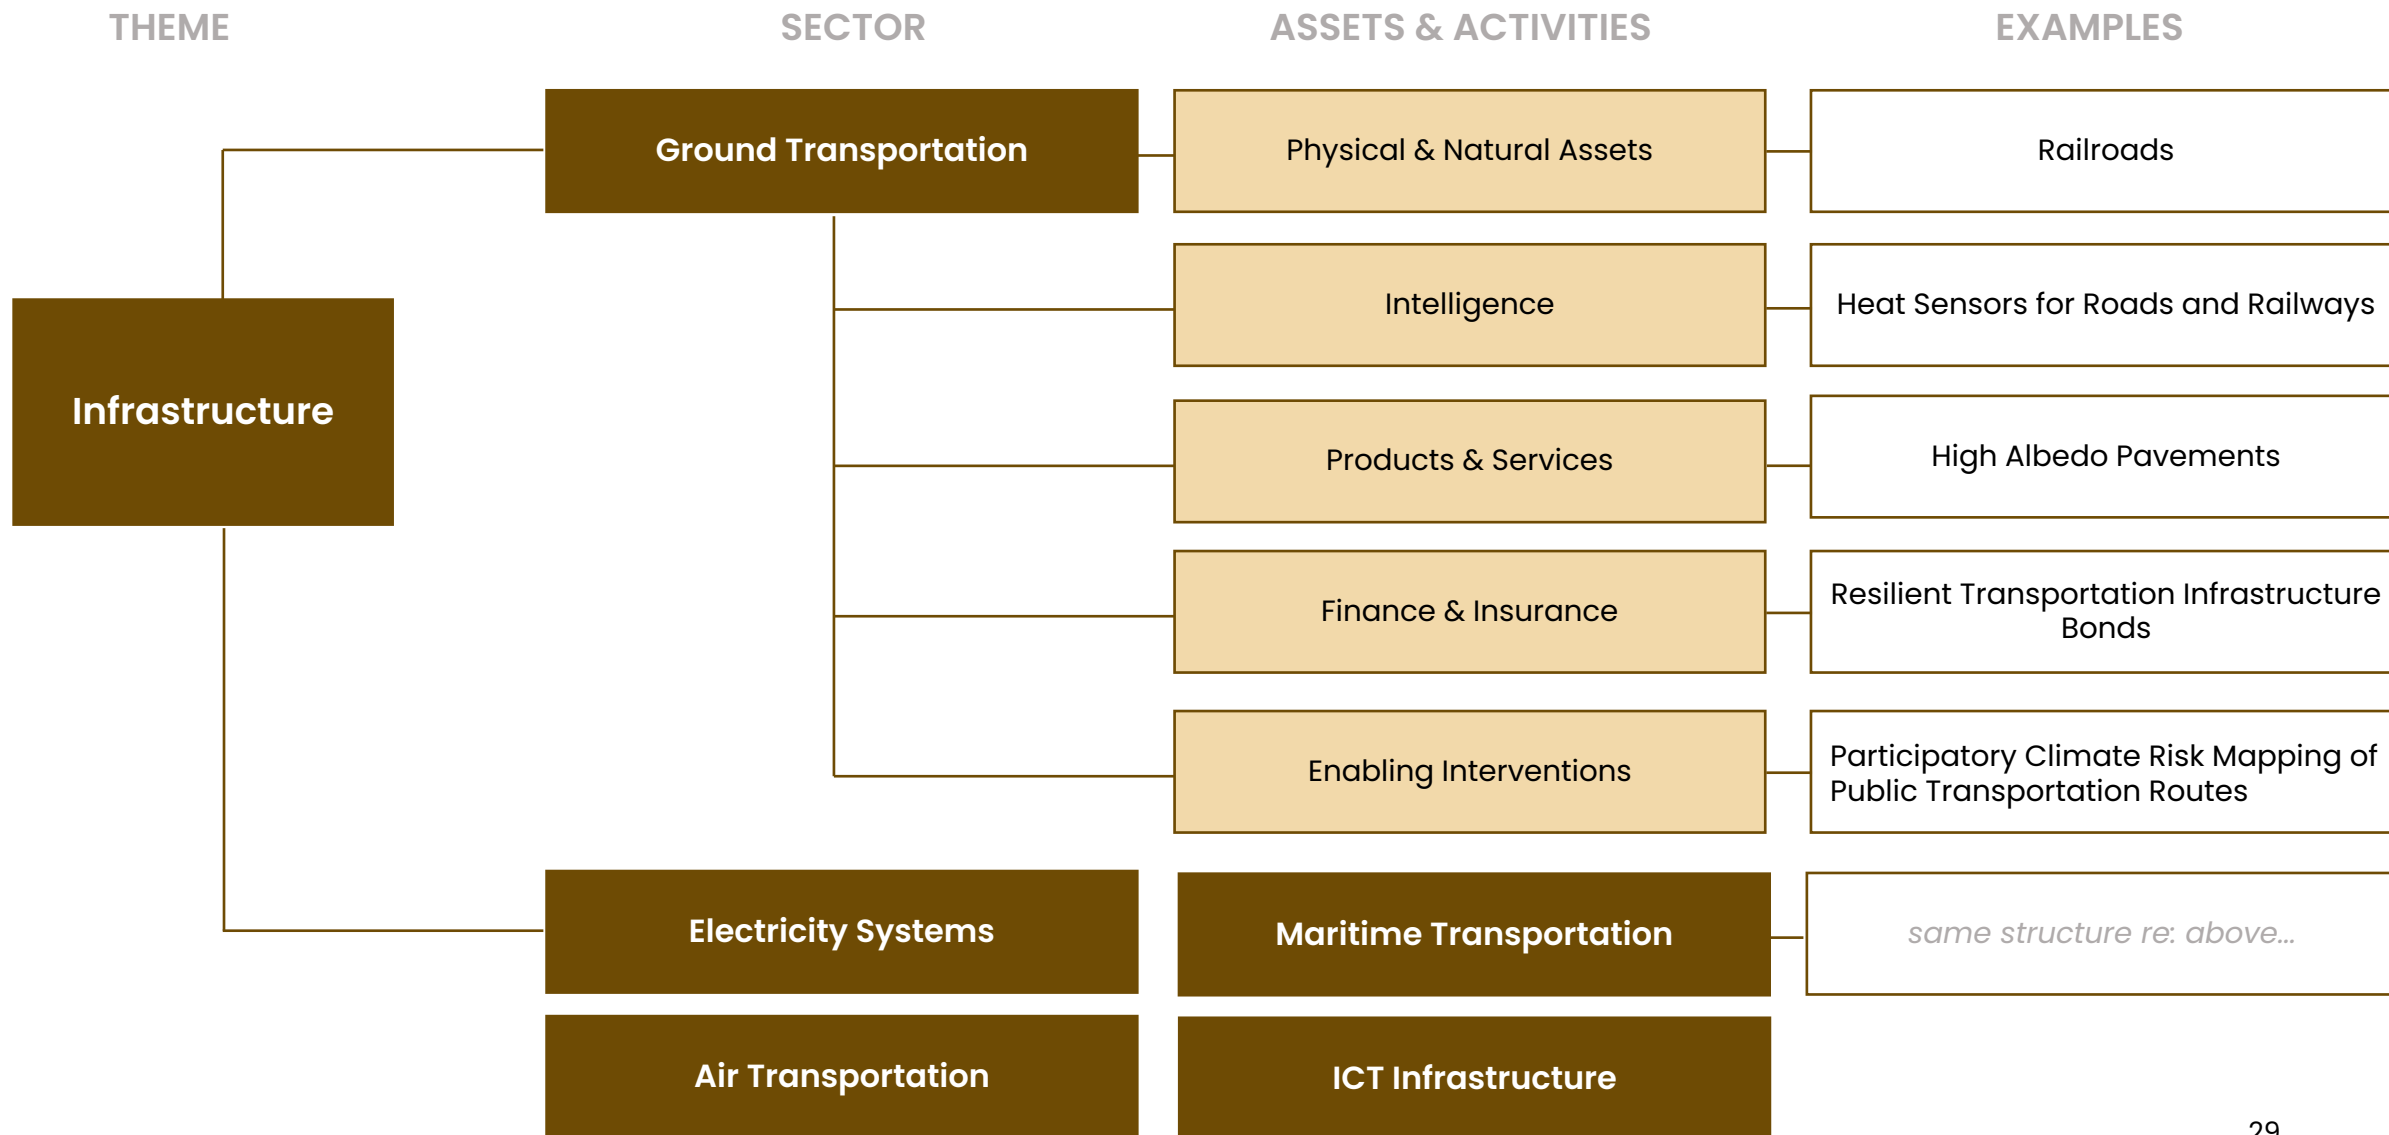 THEME
SECTOR
ASSETS & ACTIVITIES
EXAMPLES
Ground Transportation
Physical & Natural Assets
Railroads
Intelligence
Heat Sensors for Roads and Railways
Infrastructure
Products & Services
High Albedo Pavements
Finance & Insurance
Resilient Transportation Infrastructure
Bonds
Enabling Interventions
Participatory Climate Risk Mapping of
Public Transportation Routes
Electricity Systems
Maritime Transportation
same structure re: above...
Air Transportation
ICT Infrastructure
29